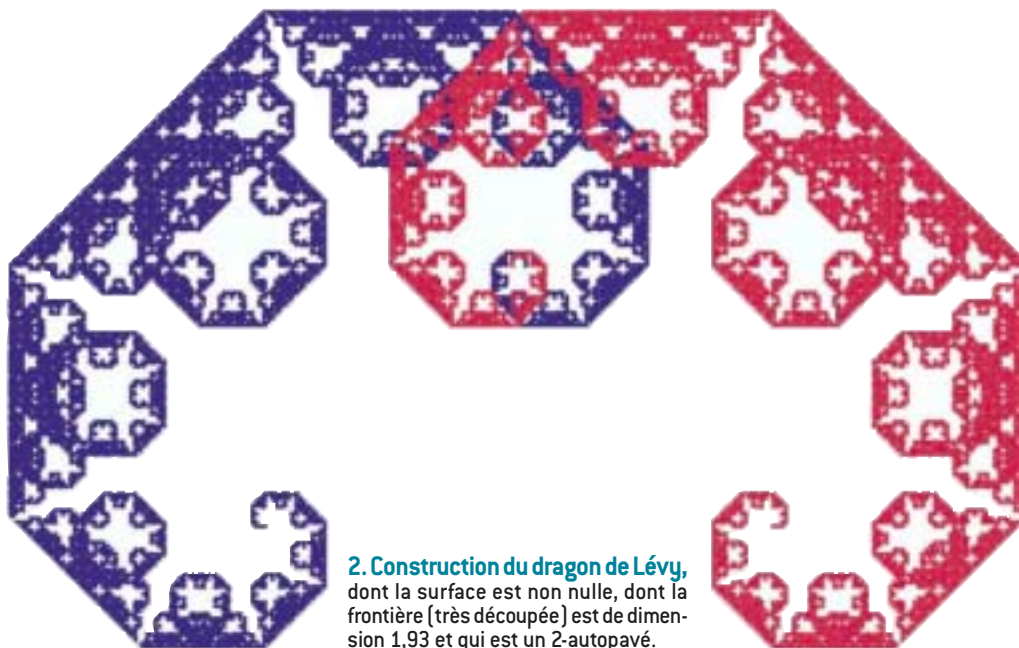 2. Construction du dragon de Lévy,
dont la surface est non nulle, dont la
frontière (très découpée) est de dimen-
sion 1,93 et qui est un 2-autopavé.